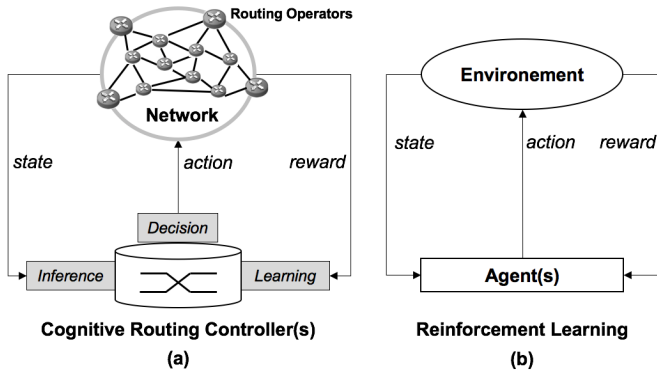 Routing Operators
Network
state
action
reward
Decision
Inference
Learning
Cognitive Routing Controller(s)
(a)
Environement
state
action
reward
Agent(s)
Reinforcement Learning
(b)